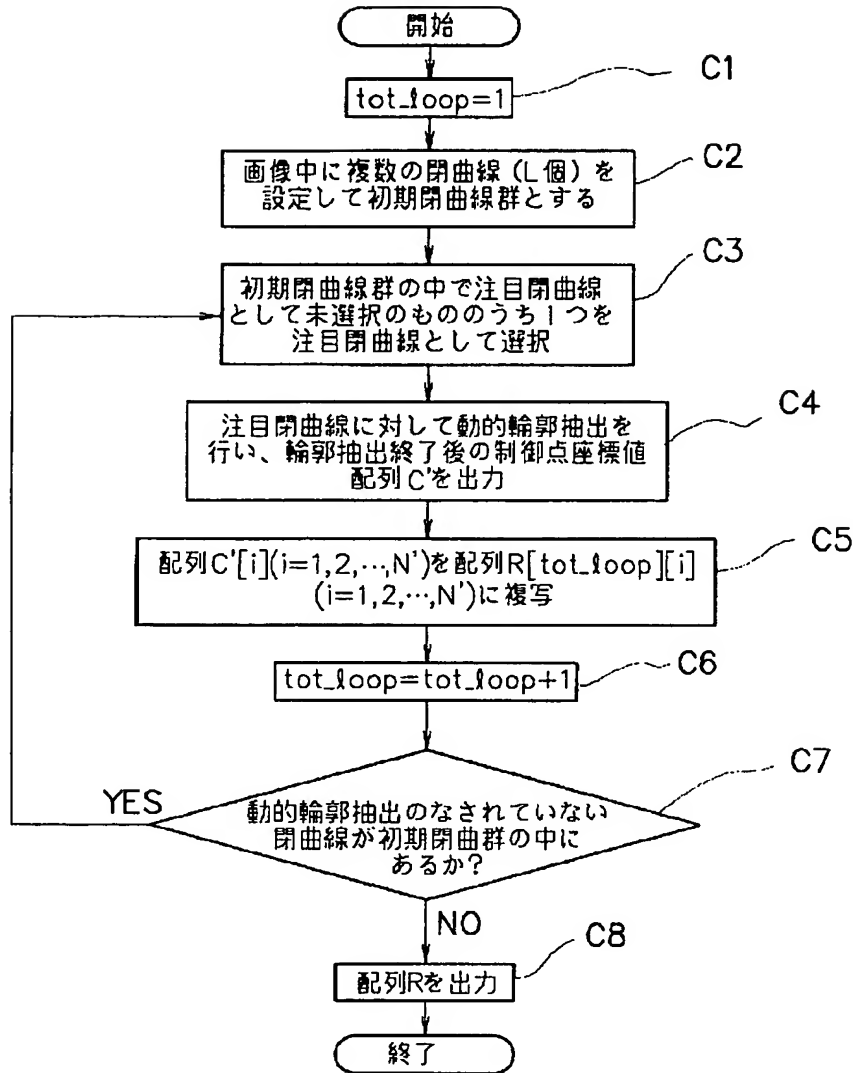 開始
C1
tot_loop=1
C2
画像中に複数の閉曲線(L個)を
設定して初期閉曲線群とする
C3
初期閉曲線群の中で注目閉曲線
として未選択のもののうち1つを
注目閉曲線として選択
C4
注目閉曲線に対して動的輪郭抽出を
行い、輪郭抽出終了後の制御点座標値
配列C'を出力
C5
配列C'[i](i=1,2,…,N')を配列R[tot_loop][i]
(i=1,2,…,N')に複写
C6
tot_loop=tot_loop+1
C7
YES
動的輪郭抽出のなされていない
閉曲線が初期閉曲群の中に
あるか?
NO
C8
配列Rを出力
終了